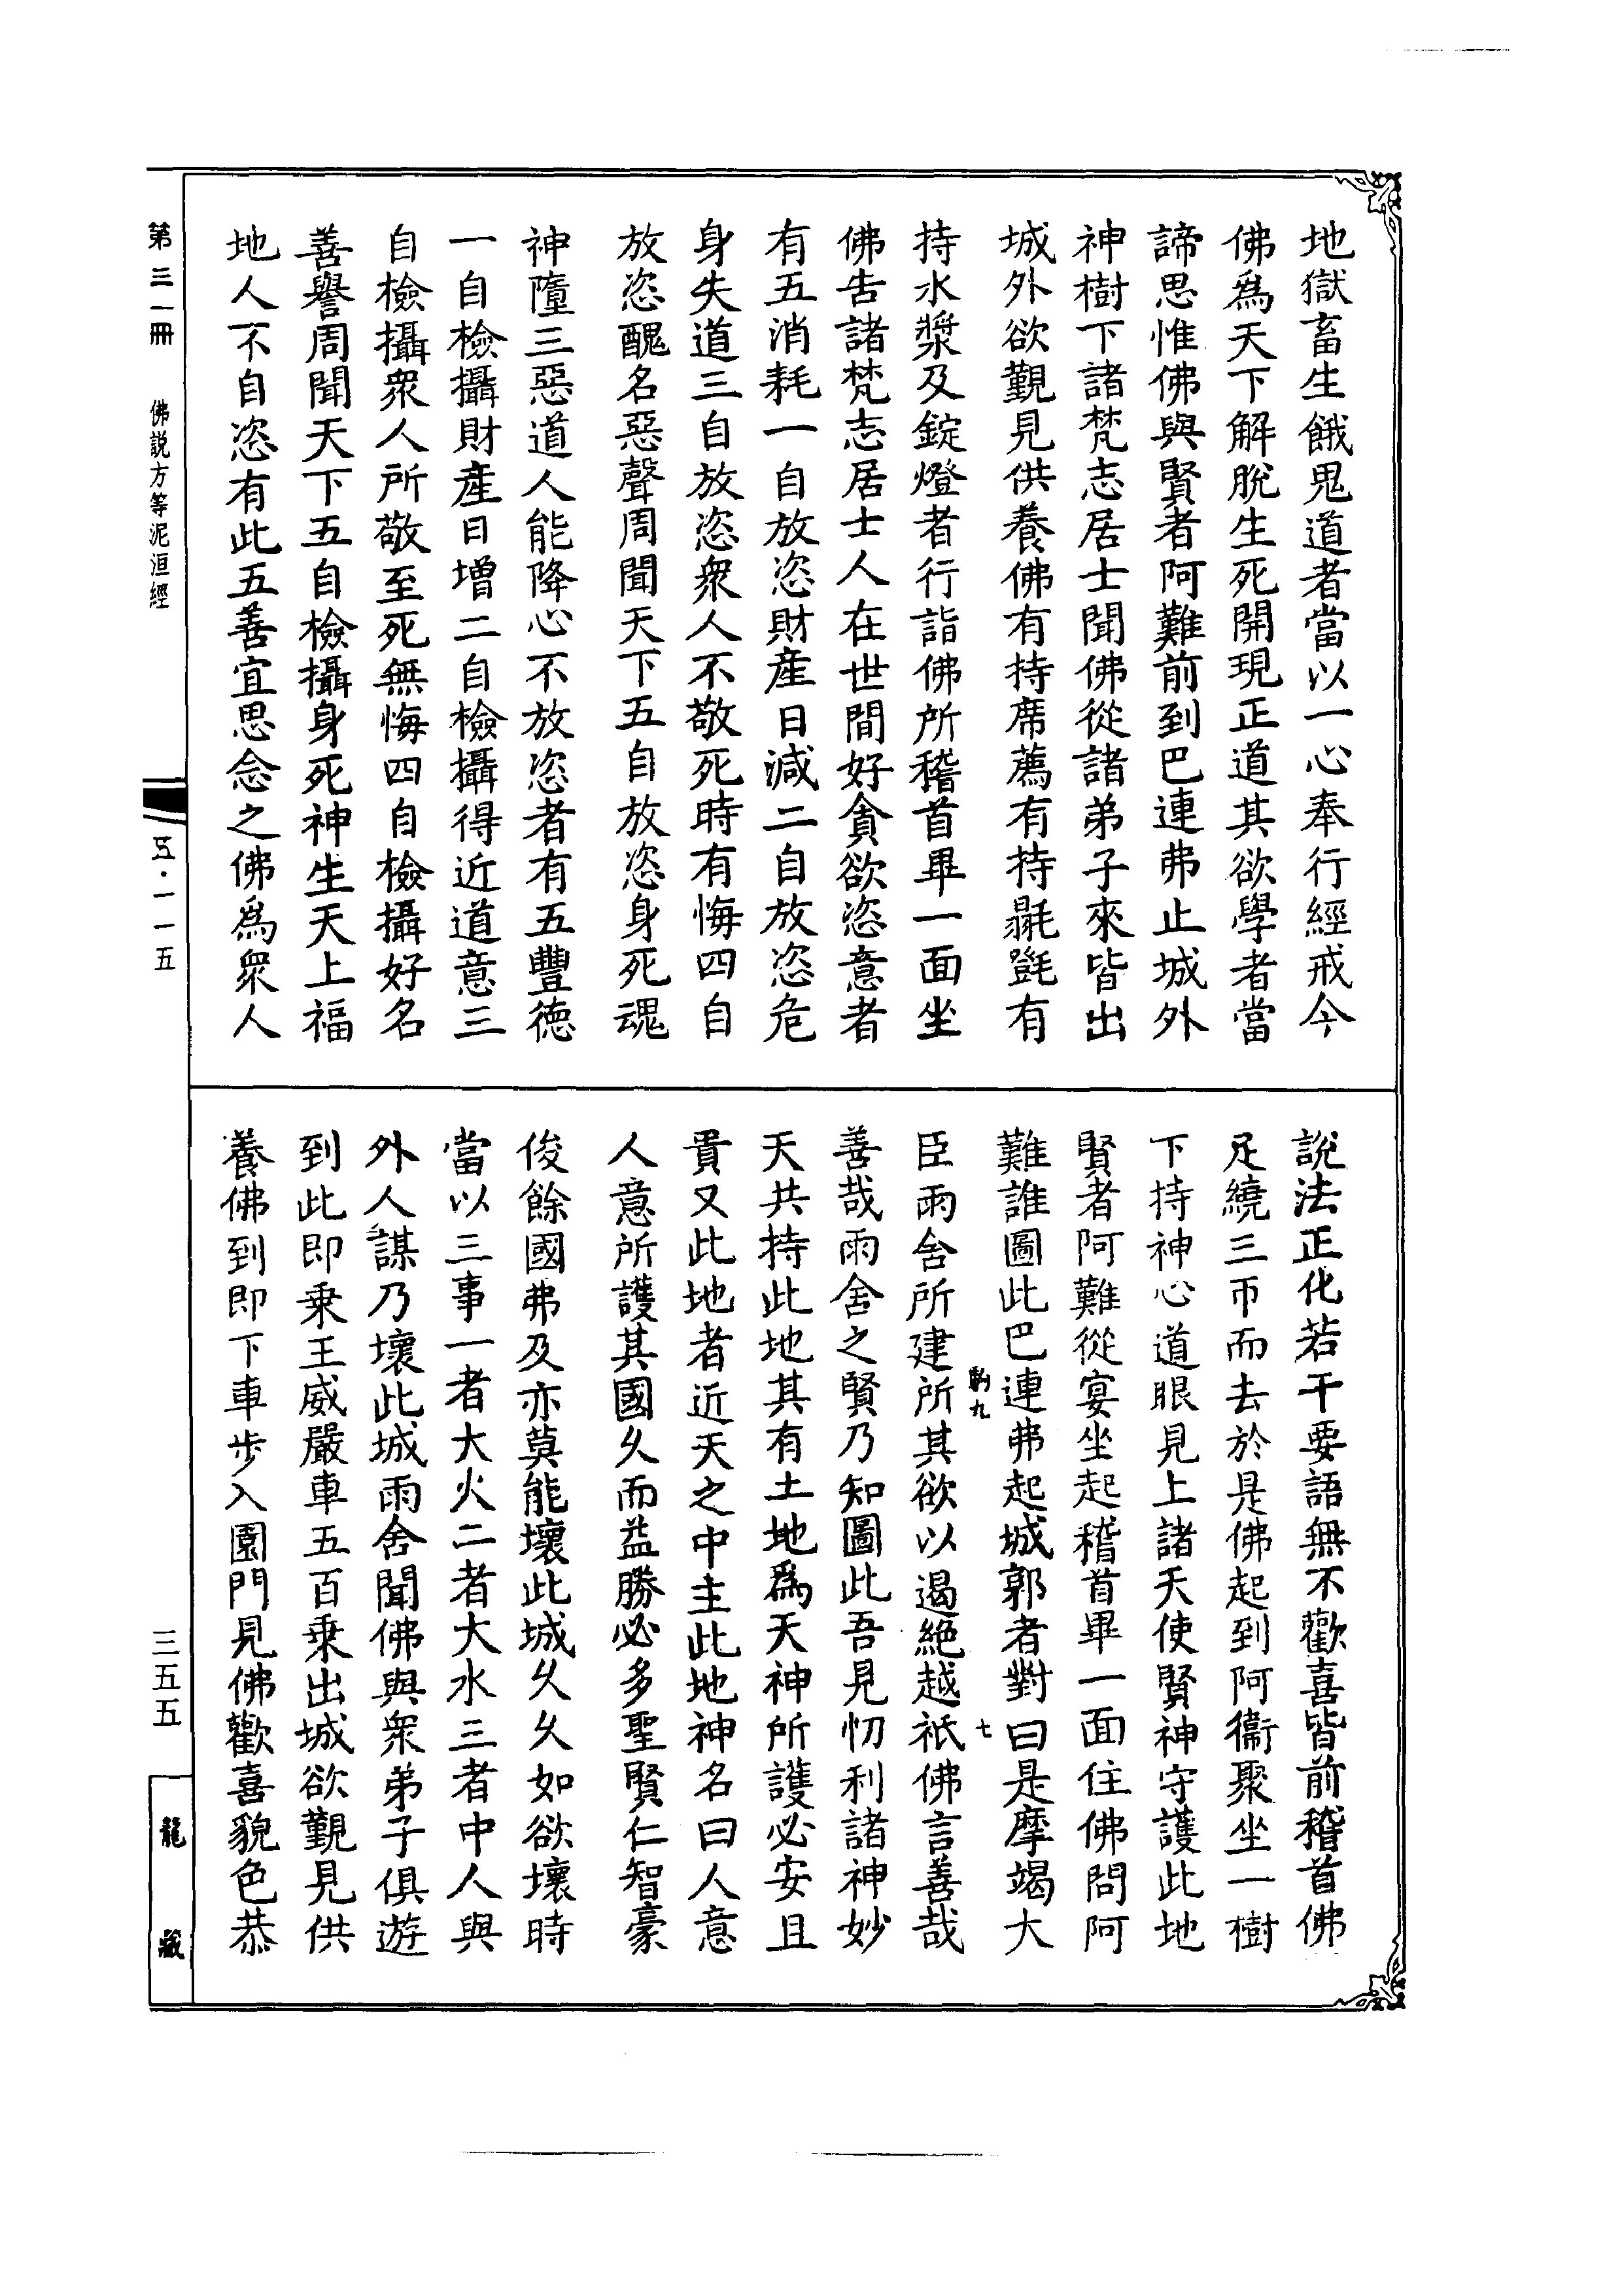 地獄畜生餓鬼道者當以一心奉行經戒今
佛為天下解脫生死開現正道其欲學者當
諦思惟佛與賢者阿難前到巴連弗止城外
神樹下諸梵志居士聞佛從諸弟子來皆出
城外欲覲見供養佛有持席薦有持氍㲪有
持水漿及錠燈者行詣佛所稽首畢一面坐
佛告諸梵志居士人在世間好貪欲恣意者
有五消耗一自放恣財產日減二自放恣危
身失道三自放恣衆人不敬死時有悔四自
放恣醜名惡聲周聞天下五自放恣身死魂
神墮三惡道人能降心不放恣者有五豐德
一自檢攝財產日增二自檢攝得近道意三
自檢攝衆人所敬至死無悔四自檢攝好名
善譽周聞天下五自檢攝身死神生天上福
地人不自恣有此五善宜思念之佛為衆人
說法正化若干要語無不歡喜皆前稽首佛
足繞三帀而去於是佛起到阿衞聚坐一樹
下持神心道眼見上諸天使賢神守護此地
賢者阿難從宴坐起稽首畢一面住佛問阿
難誰圖此巴連弗起城郭者對曰是摩竭大
臣雨舍所建所其欲以遏絕越祇佛言善哉
善哉雨舍之賢乃知圖此吾見忉利諸神妙
天共持此地其有土地為天神所護必安且
貴又此地者近天之中主此地神名曰人意
人意所護其國久而益勝必多聖賢仁智豪
俊餘國弗及亦莫能壞此城久久如欲壞時
當以三事一者大火二者大水三者中人與
外人謀乃壞此城雨舍聞佛與衆弟子俱遊
到此即乘王威嚴車五百乘出城欲覲見供
養佛到即下車步入園門見佛歡喜貌色恭
第三一冊
佛說方等泥洹經
五·一一五
三五五
龍藏
七